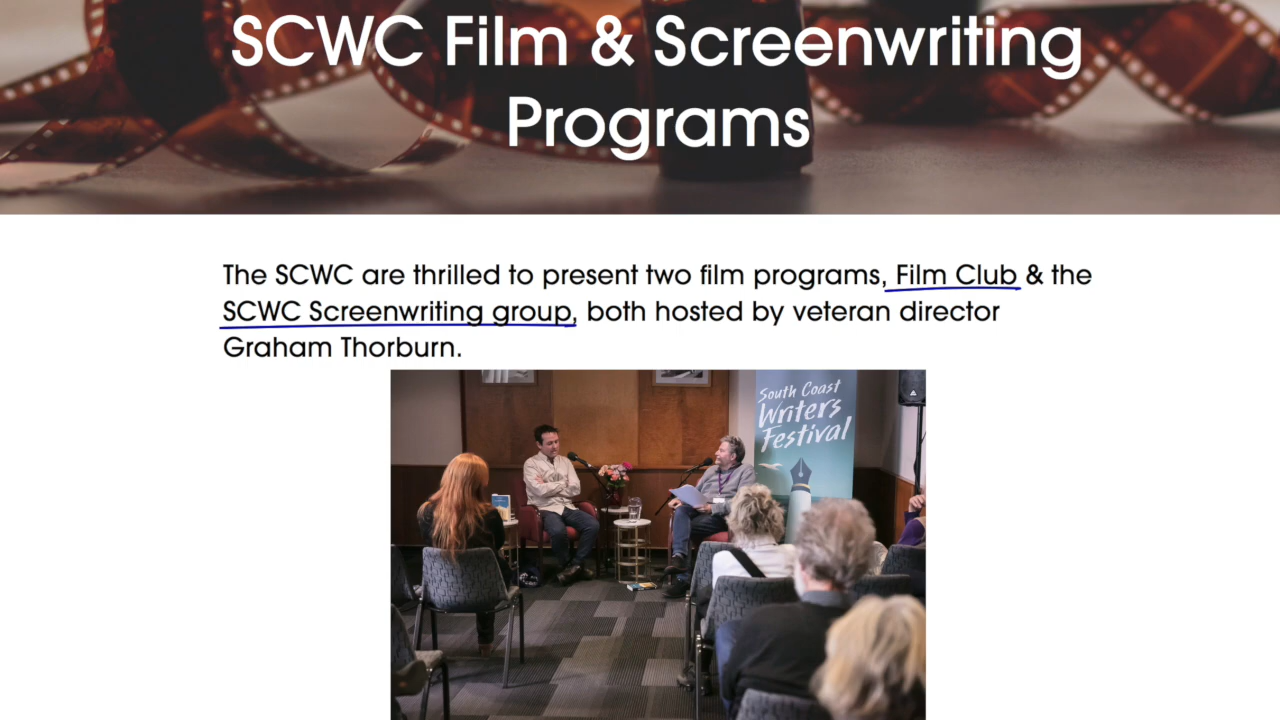 SCWC Film & Screenwriting
Programs
The SCWC are thrilled to present two film programs, Film Club & the
SCWC Screenwriting group, both hosted by veteran director
Graham Thorburn.
South Coast
Writers
Festival